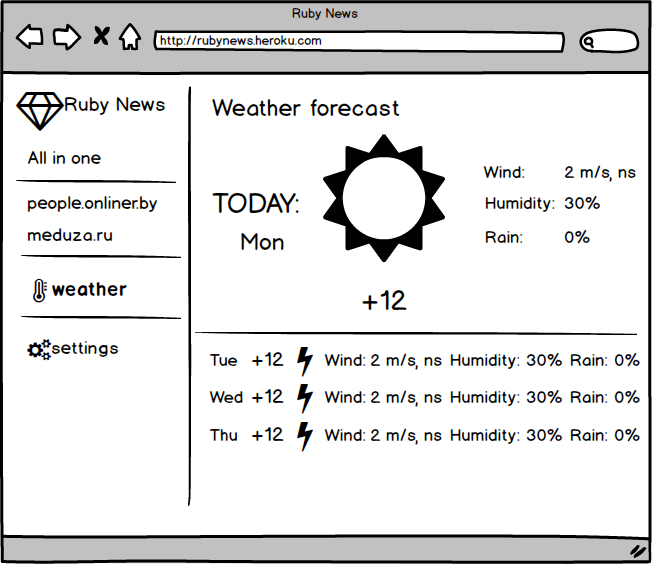 Ruby News
http://rubynews.heroku.com
Ruby News
All in one
people.onliner.by
meduza.ru
weather
settings
Weather forecast
TODAY:
Mon
+12
Wind: 2 m/s, ns
Humidity: 30%
Rain: 0%
Tue +12 Wind: 2 m/s, ns Humidity: 30% Rain: 0%
Wed +12 Wind: 2 m/s, ns Humidity: 30% Rain: 0%
Thu +12 Wind: 2 m/s, ns Humidity: 30% Rain: 0%